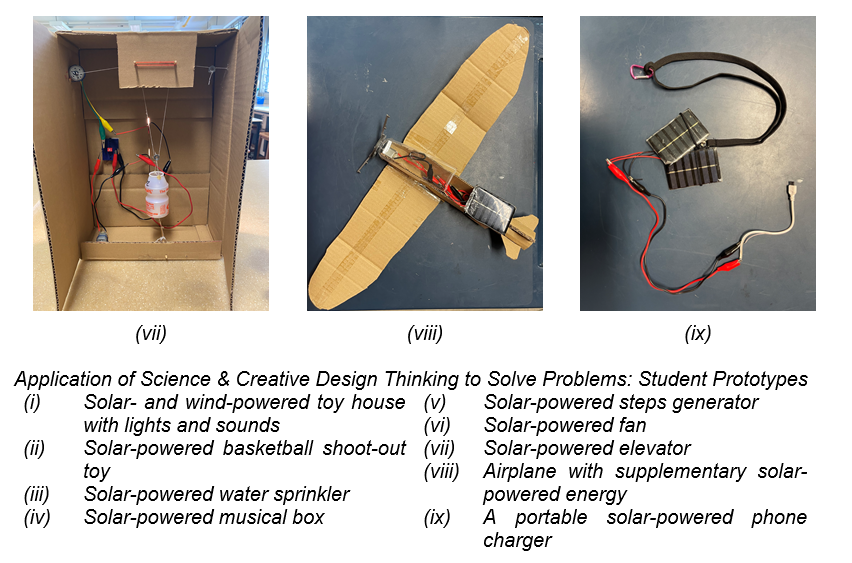 (vii)
(viii)
(ix)
Application of Science & Creative Design Thinking to Solve Problems: Student Prototypes
(i) Solar- and wind-powered toy house
with lights and sounds
(ii) Solar-powered basketball shoot-out
toy
(iii) Solar-powered water sprinkler
(iv) Solar-powered musical box
(v) Solar-powered steps generator
(vi) Solar-powered fan
(vii) Solar-powered elevator
(viii) Airplane with supplementary solar-
powered energy
(ix) A portable solar-powered phone
charger